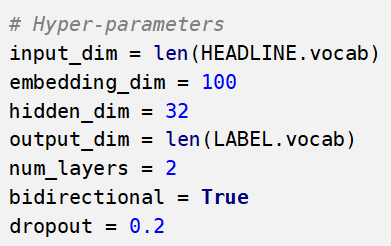 # Hyper-parameters
input_dim = len(HEADLINE.vocab)
embedding_dim = 100
hidden_dim = 32
output_dim = len(LABEL.vocab)
num_layers = 2
bidirectional = True
dropout = 0.2